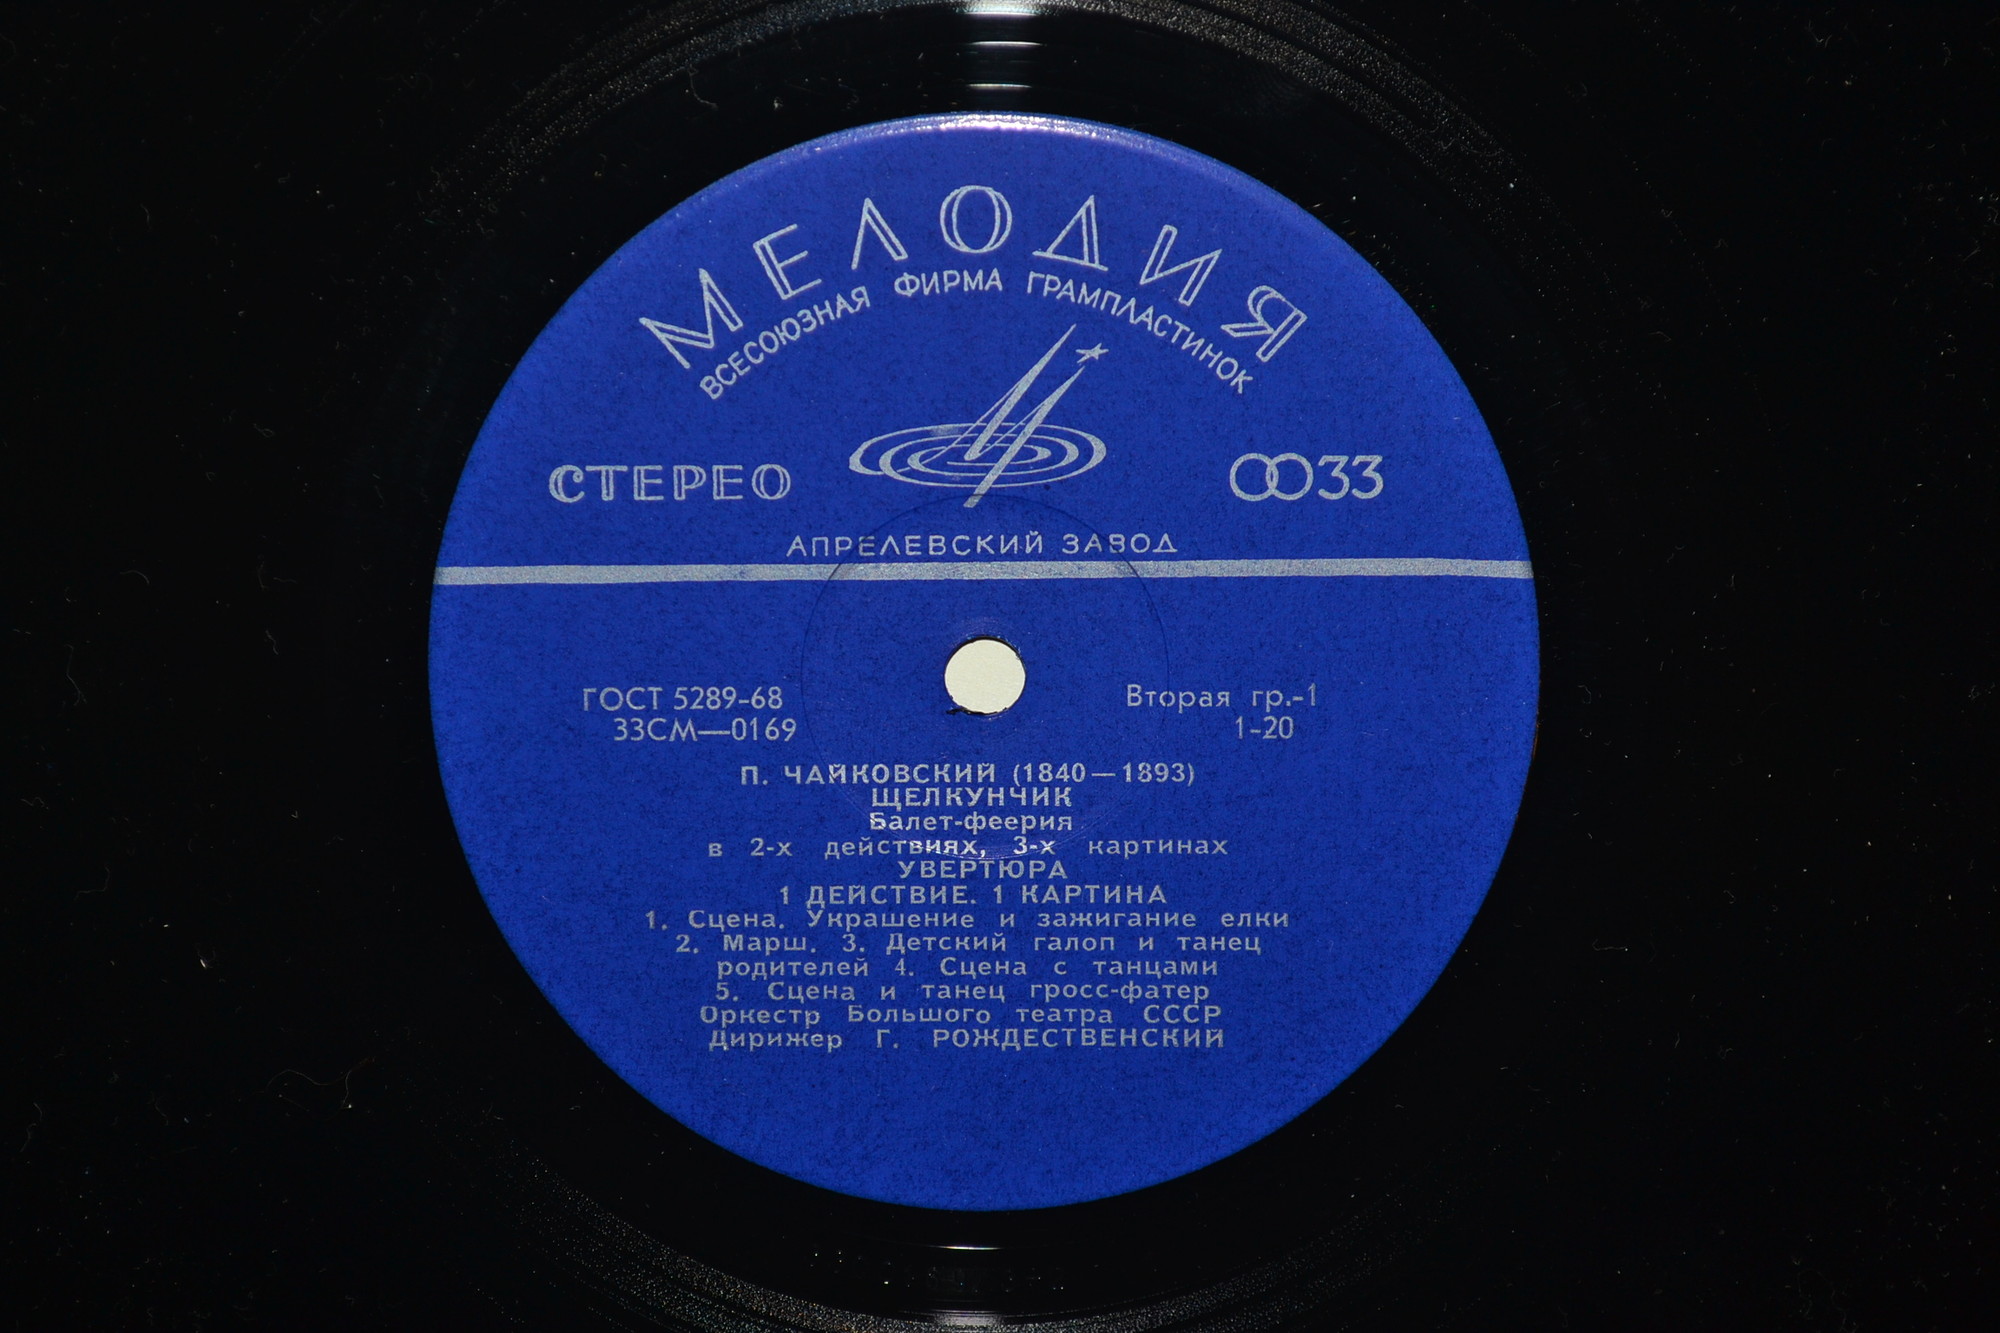 МЕЛОДИЯ
ВСЕСОЮЗНАЯ ФИРМА ГРАМПЛАСТИНОК
СТЕРЕО
33
АПРЕЛЕВСКИЙ ЗАВОД
ГОСТ 5289-68
33СМ—0169
Вторая гр.-1
1-20
П. ЧАЙКОВСКИЙ (1840—1893)
ЩЕЛКУНЧИК
Балет-феерия
в 2-х действиях, 3-х картинах
УВЕРТЮРА
1 ДЕЙСТВИЕ. 1 КАРТИНА
1. Сцена. Украшение и зажигание елки
2. Марш. 3. Детский галоп и танец
родителей 4. Сцена с танцами
5. Сцена и танец гросс-фатер
Оркестр Большого театра СССР
Дирижер Г. РОЖДЕСТВЕНСКИЙ